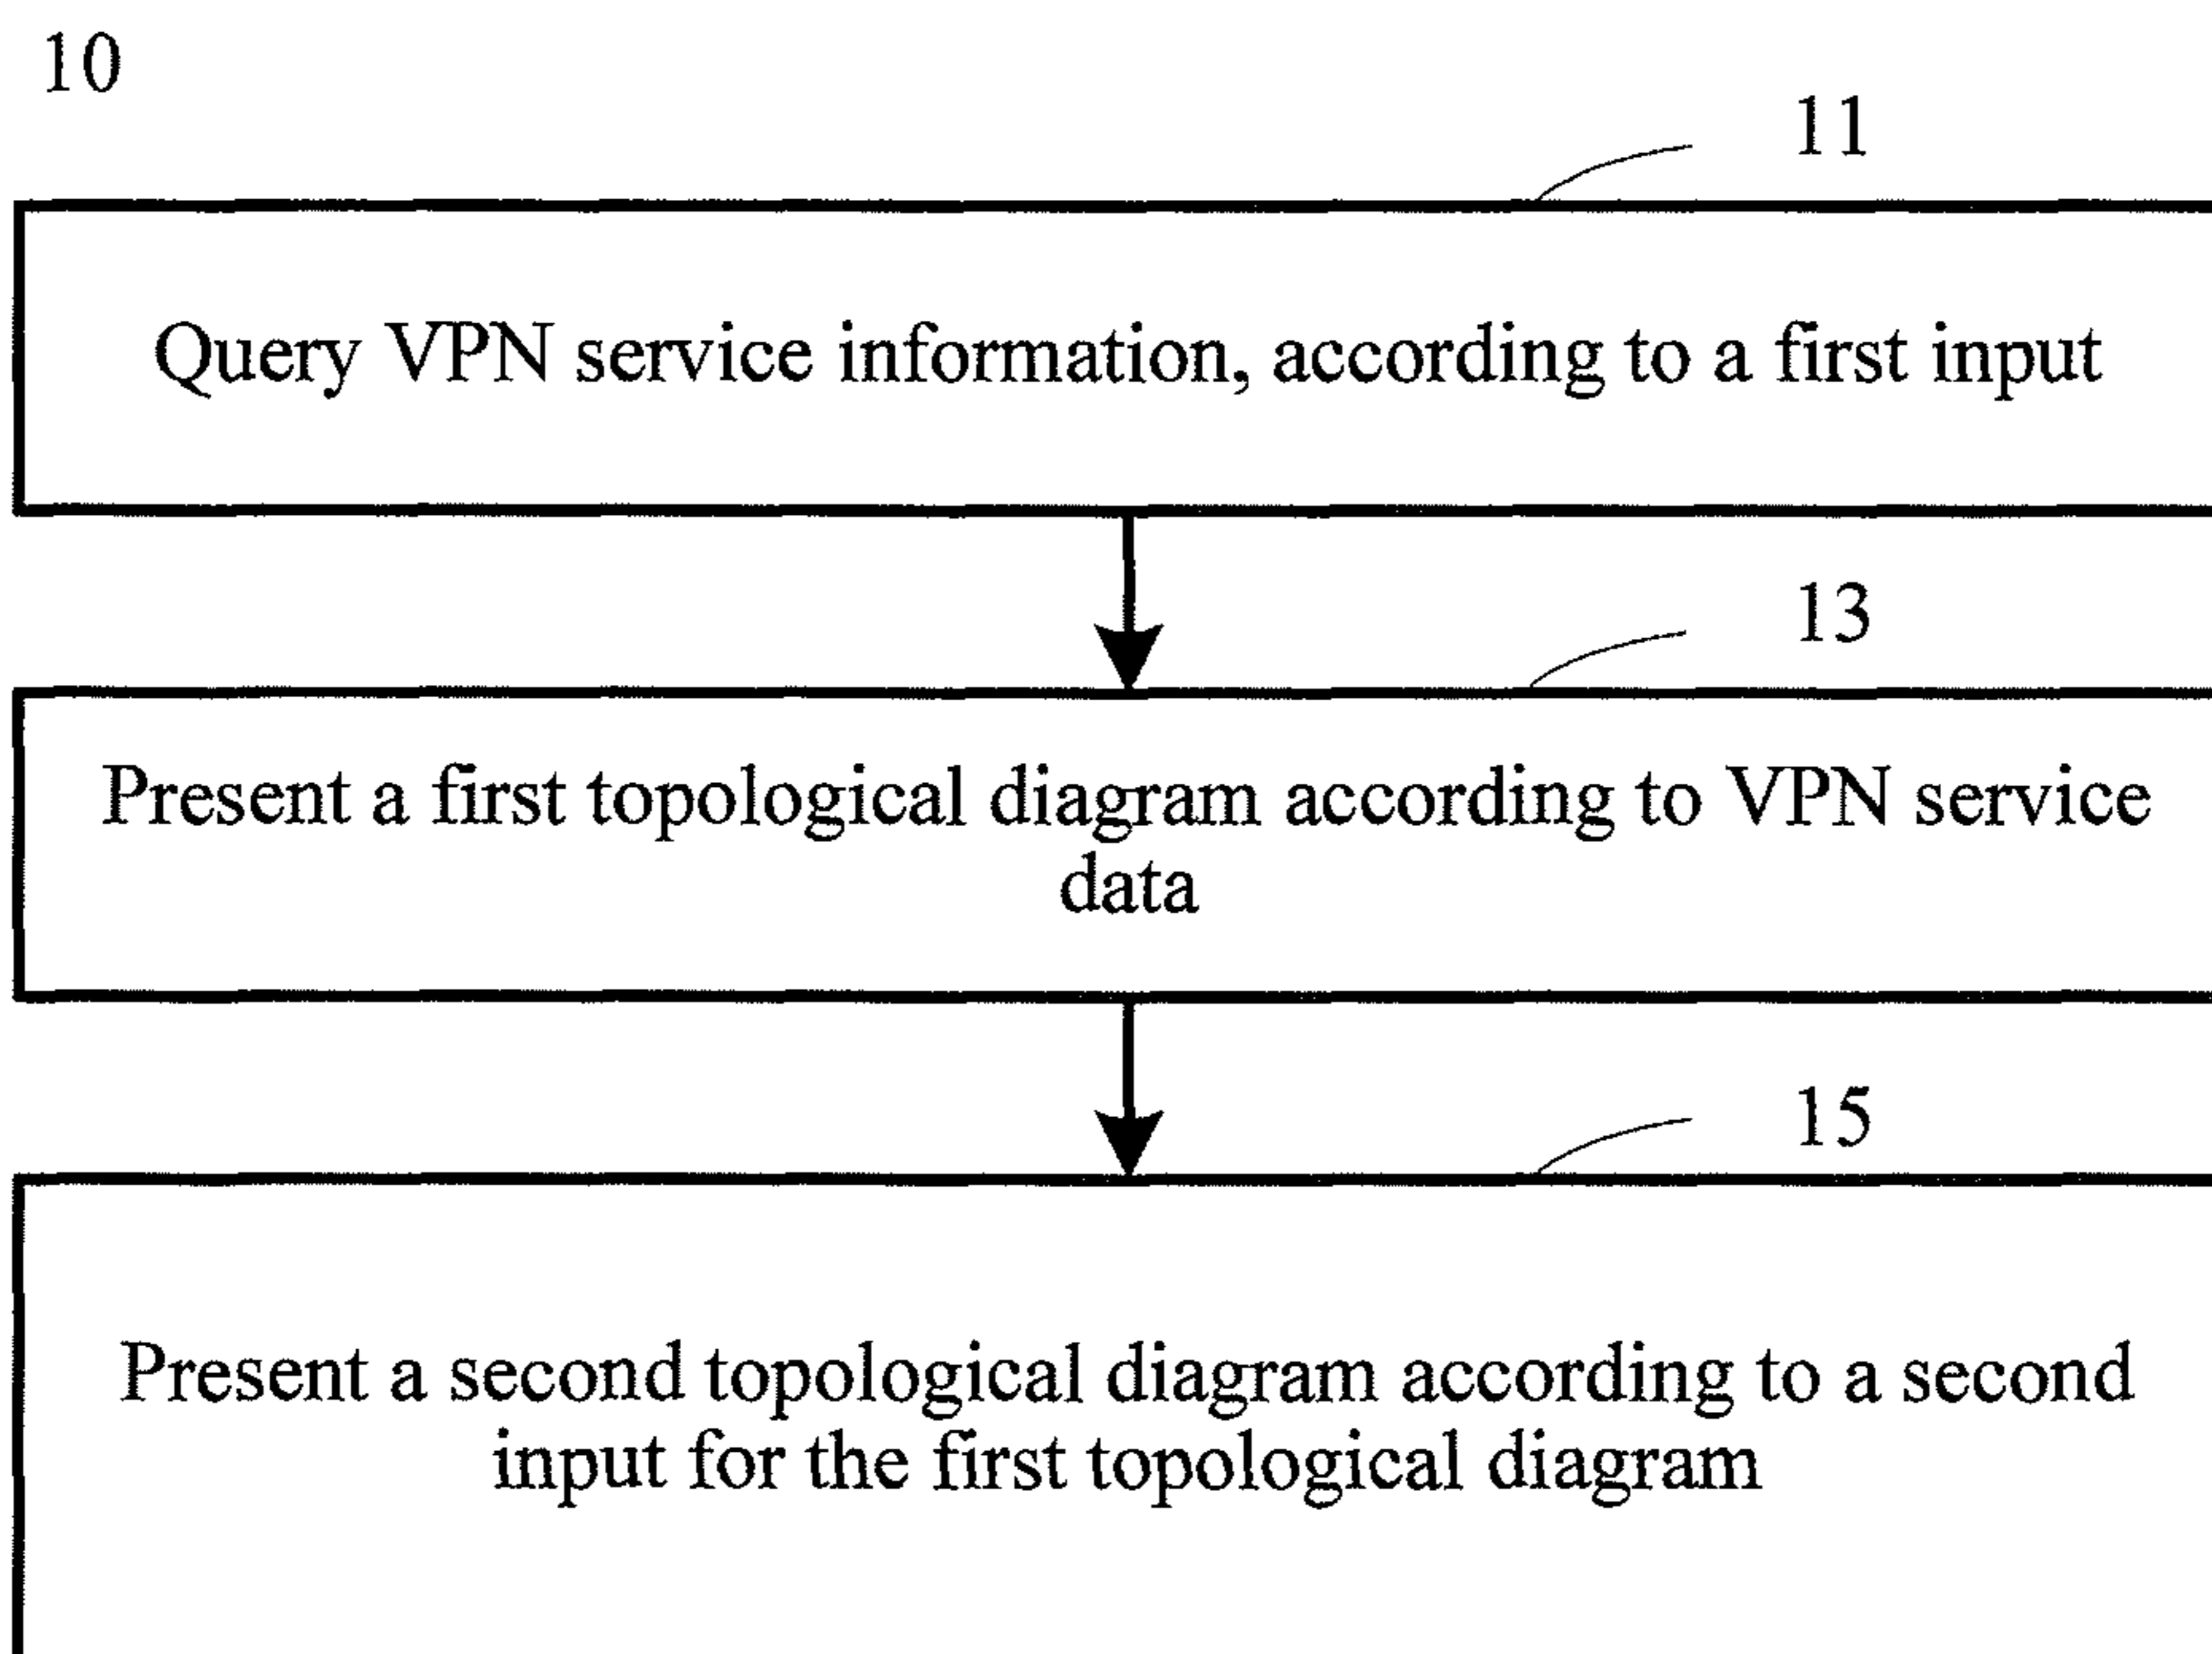 10
11
Query VPN service information, according to a first input
13
Present a first topological diagram according to VPN service
data
15
Present a second topological diagram according to a second
input for the first topological diagram